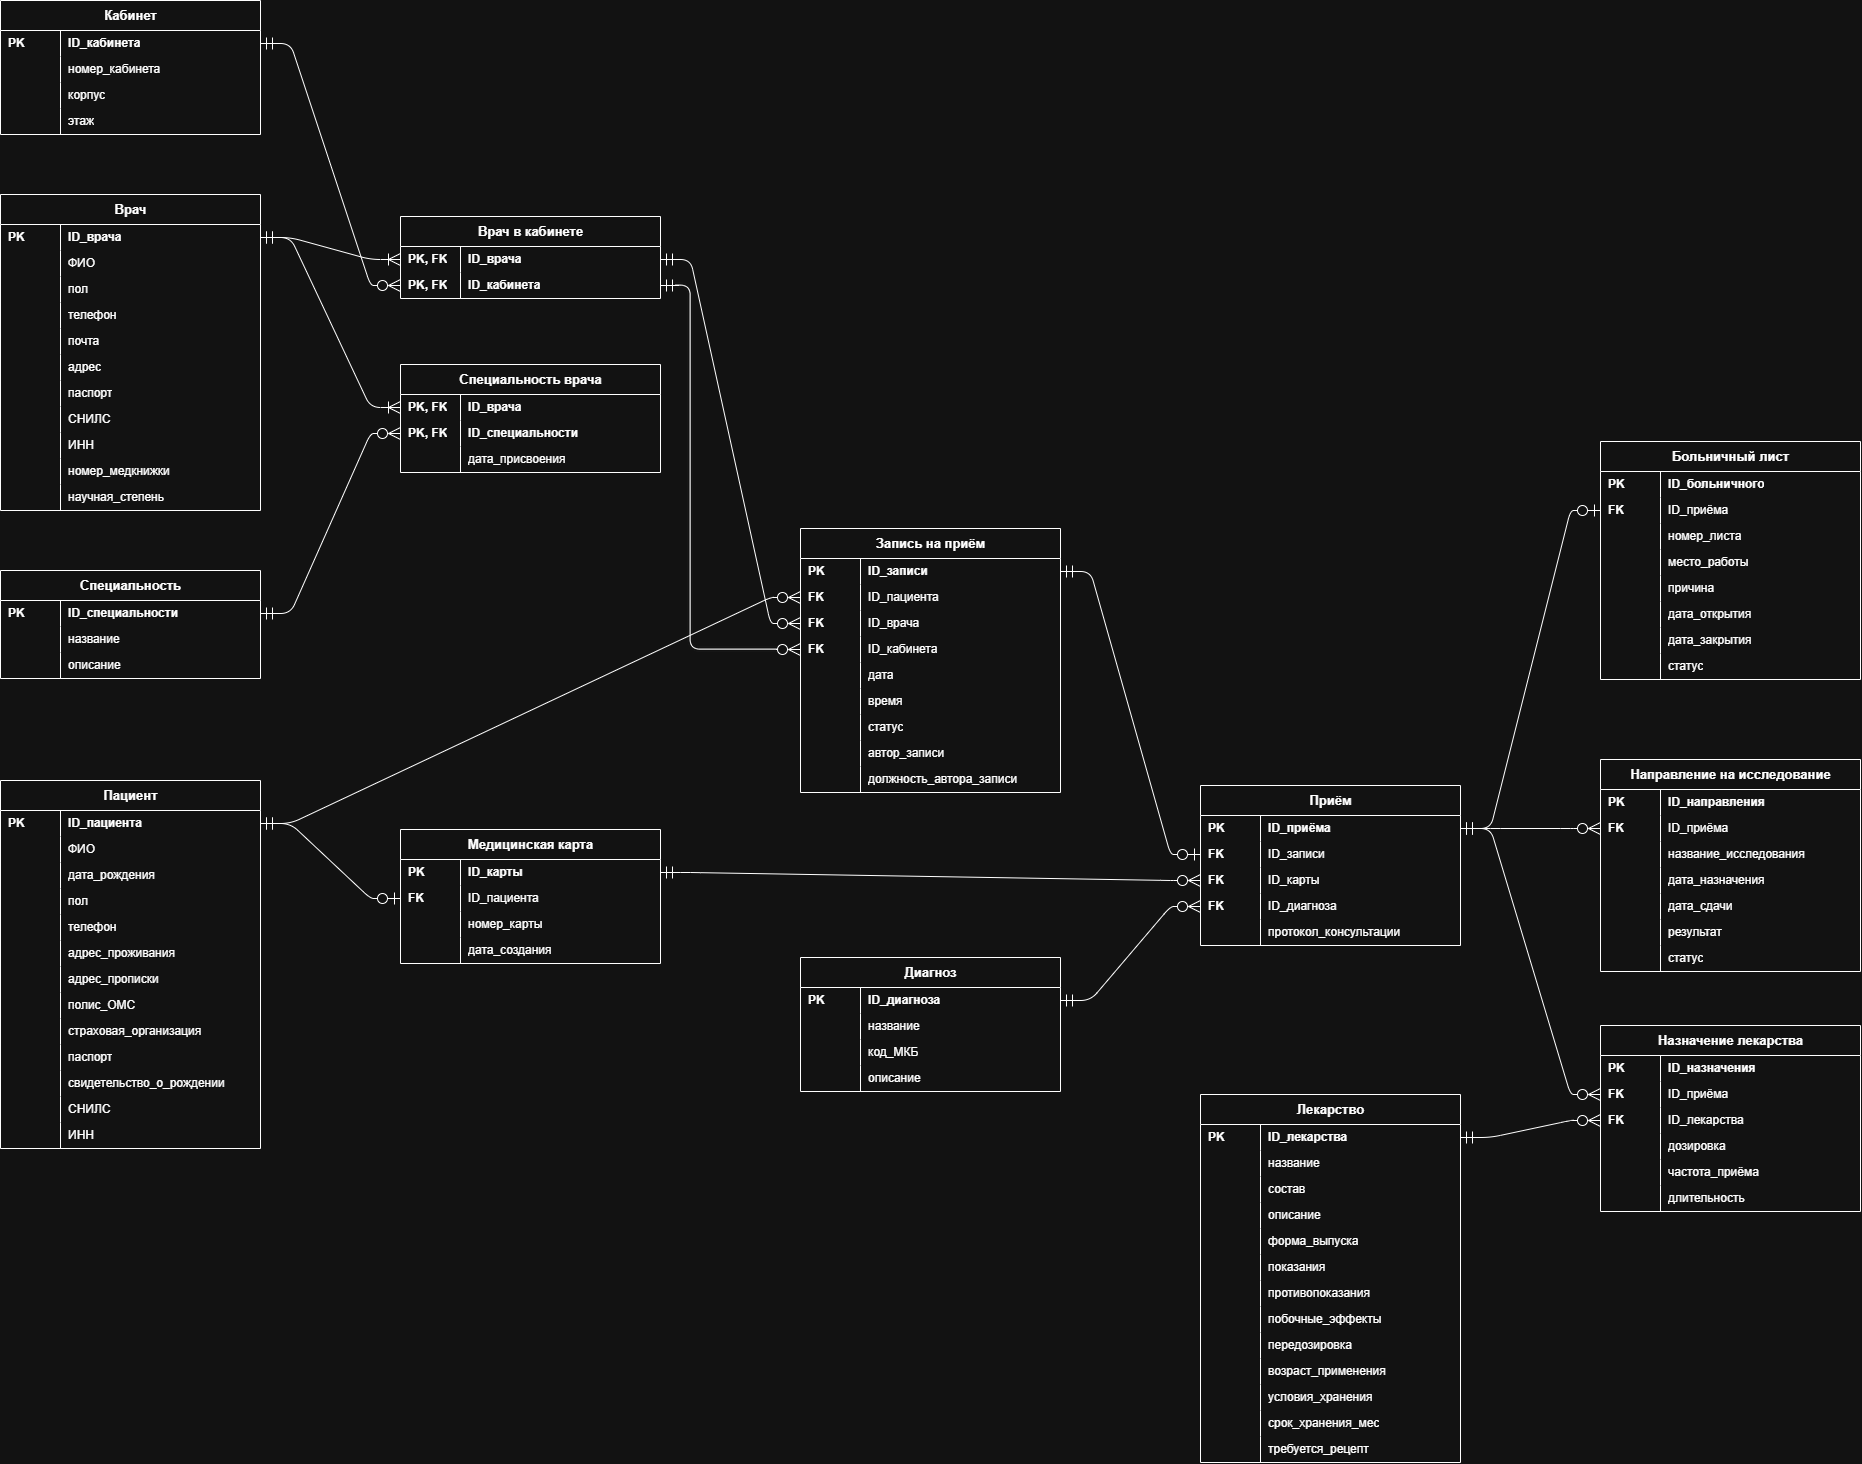 Кабинет
PK ID_кабинета
номер_кабинета
корпус
этаж
Врач
PK ID_врача
ФИО
пол
телефон
почта
адрес
паспорт
СНИЛС
ИНН
номер_медкнижки
научная_степень
Специальность
PK ID_специальности
название
описание
Пациент
PK ID_пациента
ФИО
дата_рождения
пол
телефон
адрес_проживания
адрес_прописки
полис_ОМС
страховая_организация
паспорт
свидетельство_о_рождении
СНИЛС
ИНН
Врач в кабинете
PK, FK ID_врача
PK, FK ID_кабинета
Специальность врача
PK, FK ID_врача
PK, FK ID_специальности
дата_присвоения
Медицинская карта
PK ID_карты
FK ID_пациента
номер_карты
дата_создания
Запись на приём
PK ID_записи
FK ID_пациента
FK ID_врача
FK ID_кабинета
дата
время
статус
автор_записи
должность_автора_записи
Диагноз
PK ID_диагноза
название
код_МКБ
описание
Приём
PK ID_приёма
FK ID_записи
FK ID_карты
FK ID_диагноза
протокол_консультации
Лекарство
PK ID_лекарства
название
состав
описание
форма_выпуска
показания
противопоказания
побочные_эффекты
передозировка
возраст_применения
условия_хранения
срок_хранения_мес
требуется_рецепт
Больничный лист
PK ID_больничного
FK ID_приёма
номер_листа
место_работы
причина
дата_открытия
дата_закрытия
статус
Направление на исследование
PK ID_направления
FK ID_приёма
название_исследования
дата_назначения
дата_сдачи
результат
статус
Назначение лекарства
PK ID_назначения
FK ID_приёма
FK ID_лекарства
дозировка
частота_приёма
длительность